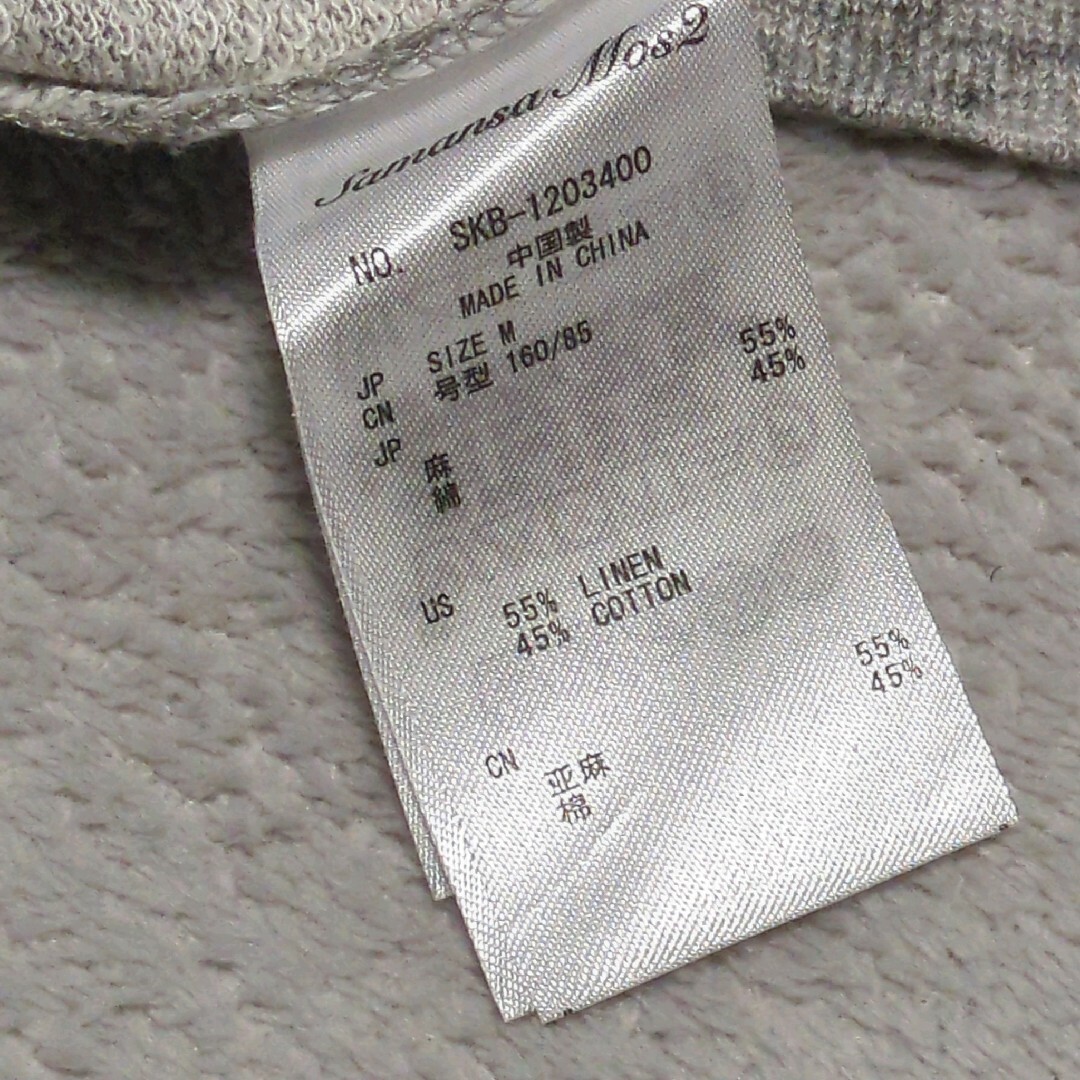 Samansa Mos2
NO. SKB-1203400
中国製
MADE IN CHINA
JP SIZE M
CN 号型 160/85
JP 麻 55%
綿 45%
US 55% LINEN
45% COTTON
CN 亚麻 55%
棉 45%